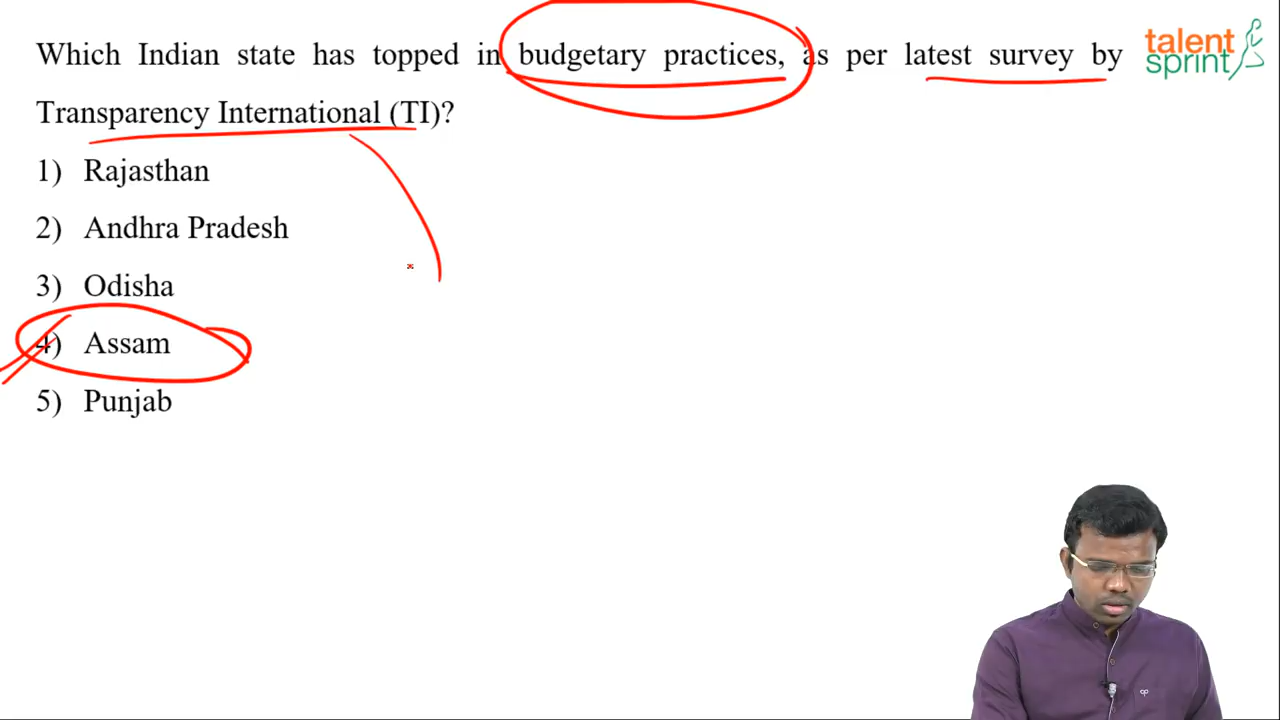 Which Indian state has topped in budgetary practices, as per latest survey by
talent
sprint
Transparency International (TI)?
1) Rajasthan
2) Andhra Pradesh
3) Odisha
4) Assam
5) Punjab